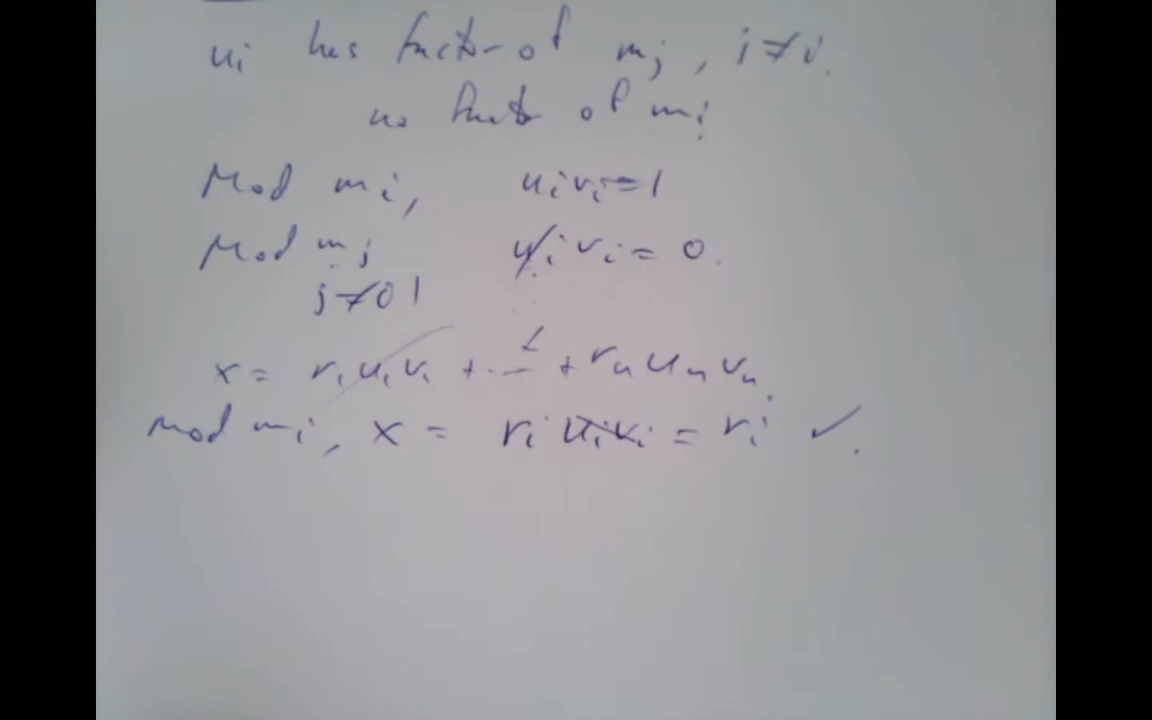 ui has factor of mj, j≠i.
no factor of mi
Mod mi, uivi=1
Mod mj uivi=0.
j≠
x = r1u1v1 + ... + rnunvn.
mod mi, x = riuivi = ri ✓.